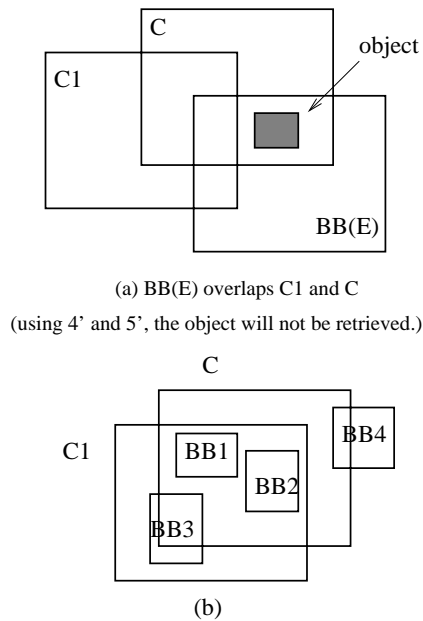 C
object
C1
BB(E)
(a) BB(E) overlaps C1 and C
(using 4’ and 5’, the object will not be retrieved.)
C
BB4
C1
BB1
BB2
BB3
(b)